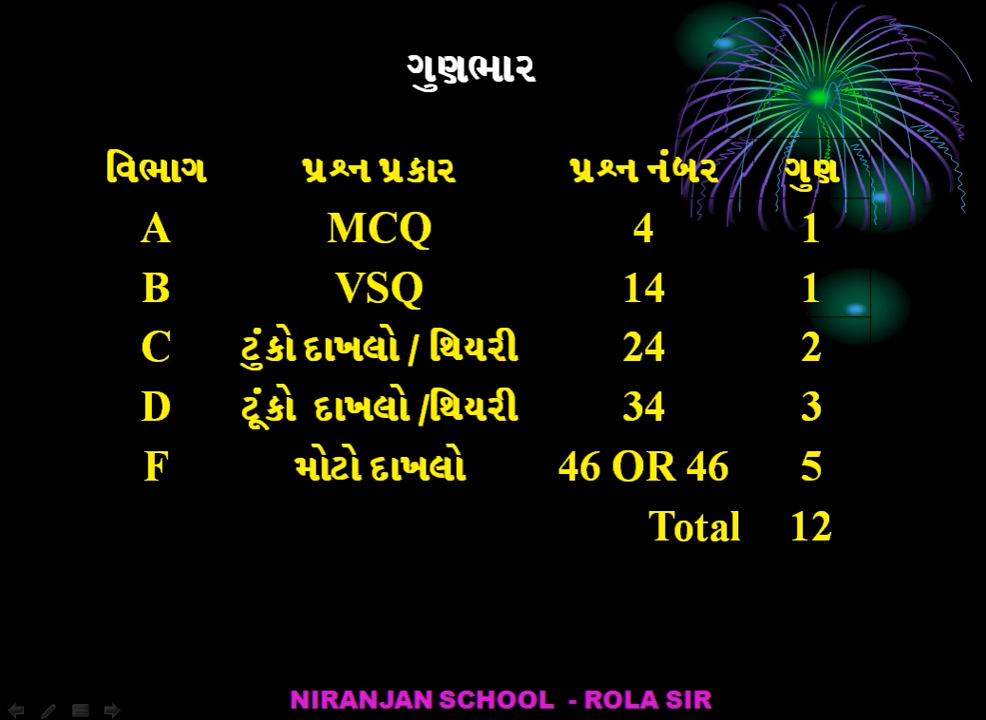 ગુણભાર
વિભાગ પ્રશ્ન પ્રકાર પ્રશ્ન નંબર ગુણ
A MCQ 4 1
B VSQ 14 1
C ટુંકો દાખલો / થિયરી 24 2
D ટૂંકો દાખલો /થિયરી 34 3
F મોટો દાખલો 46 OR 46 5
Total 12
NIRANJAN SCHOOL - ROLA SIR